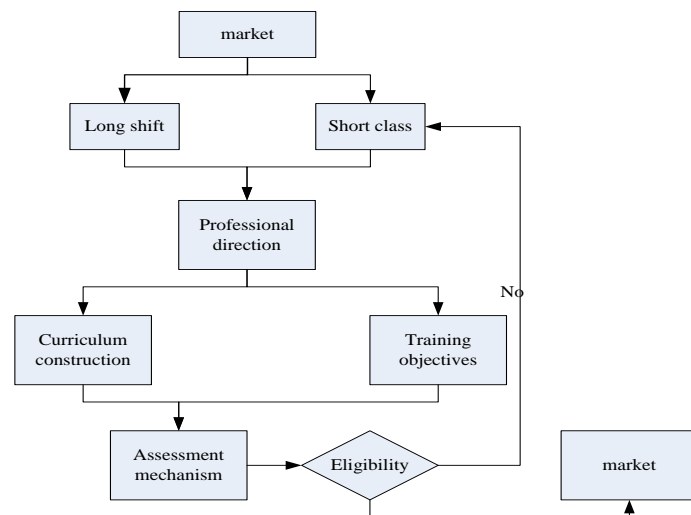 market
Long shift
Short class
Professional
direction
No
Curriculum
construction
Training
objectives
Assessment
mechanism
Eligibility
market